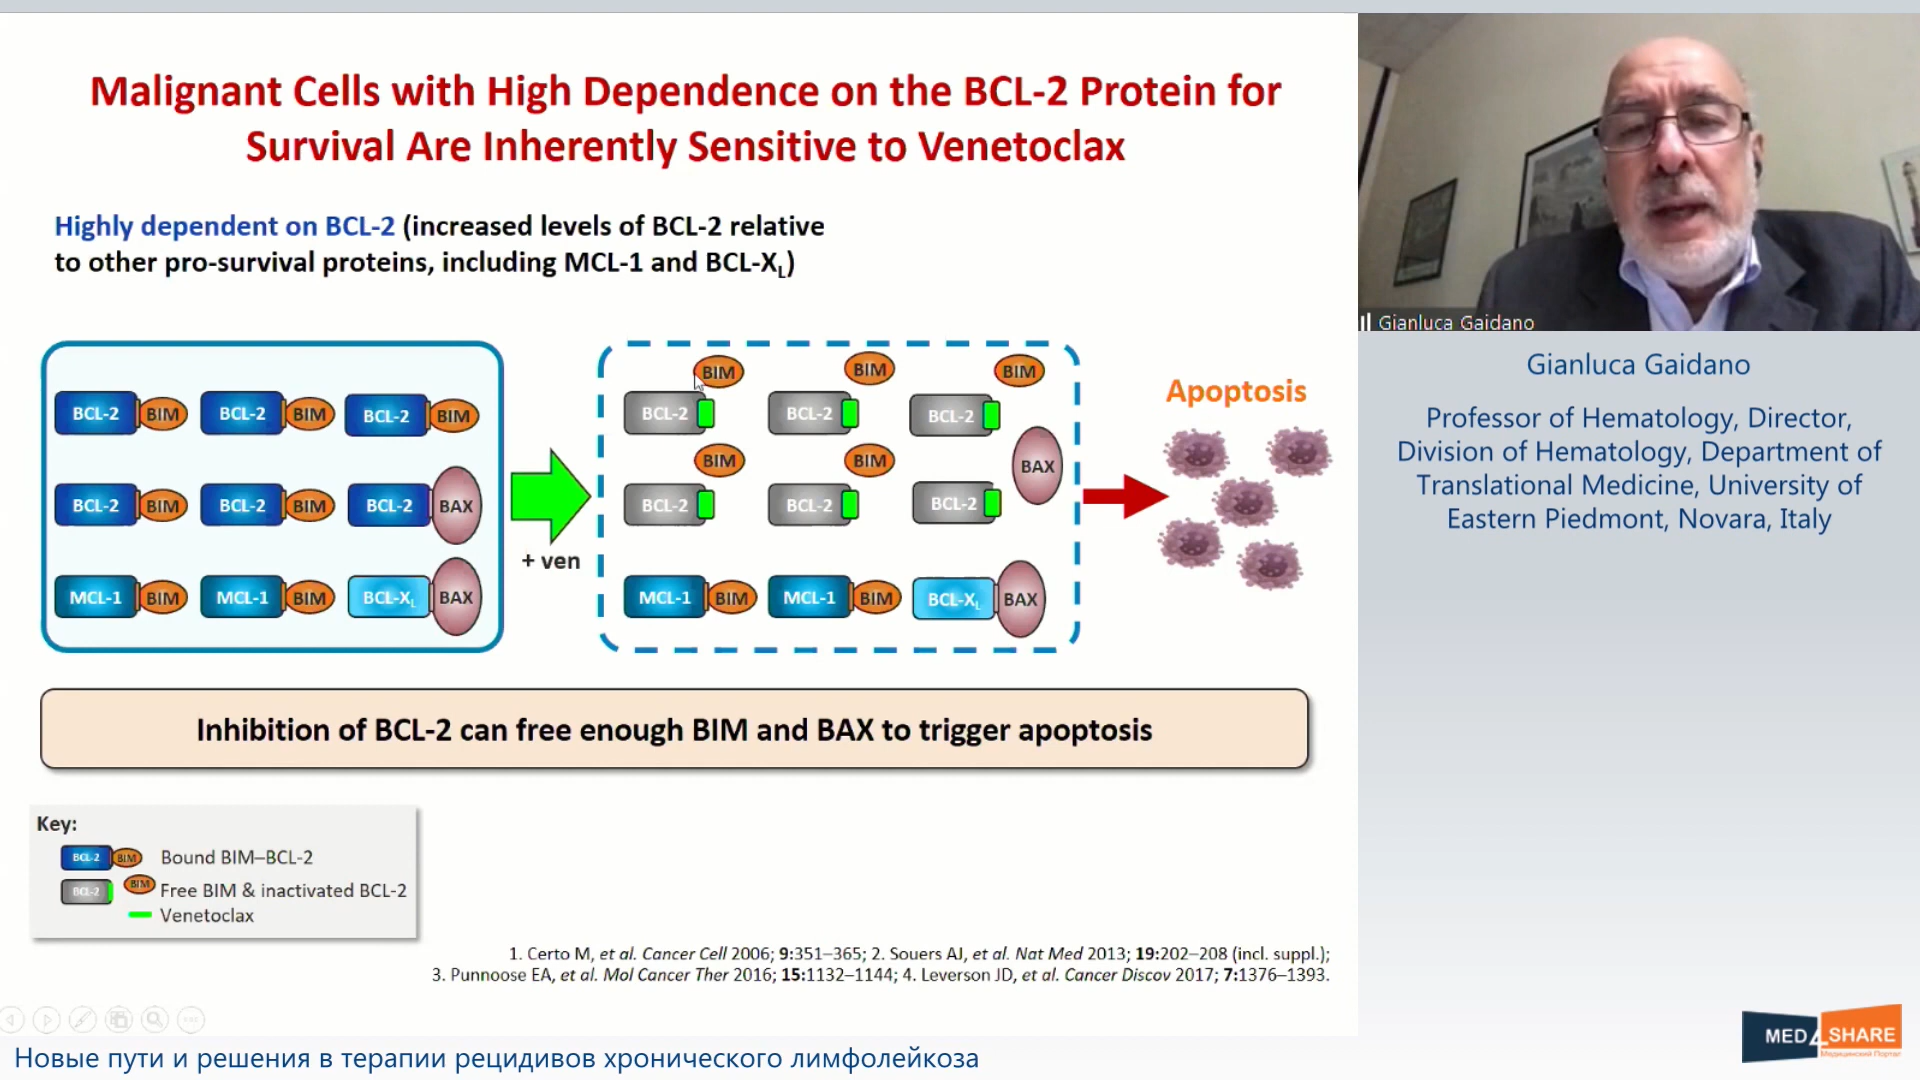 Malignant Cells with High Dependence on the BCL-2 Protein for
Survival Are Inherently Sensitive to Venetoclax
Highly dependent on BCL-2 (increased levels of BCL-2 relative
to other pro-survival proteins, including MCL-1 and BCL-XL)
BCL-2 BIM BCL-2 BIM BCL-2 BIM
BCL-2 BIM BCL-2 BIM BCL-2 BAX
MCL-1 BIM MCL-1 BIM BCL-XL BAX
+ ven
BIM BIM BIM
BCL-2 BCL-2 BCL-2
BIM BIM BAX
BCL-2 BCL-2 BCL-2
MCL-1 BIM MCL-1 BIM BCL-XL BAX
Apoptosis
Inhibition of BCL-2 can free enough BIM and BAX to trigger apoptosis
Key:
BCL-2 BIM Bound BIM–BCL-2
BCL-2 BIM Free BIM & inactivated BCL-2
Venetoclax
1. Certo M, et al. Cancer Cell 2006; 9:351–365; 2. Souers AJ, et al. Nat Med 2013; 19:202–208 (incl. suppl.);
3. Punnoose EA, et al. Mol Cancer Ther 2016; 15:1132–1144; 4. Leverson JD, et al. Cancer Discov 2017; 7:1376–1393.
Gianluca Gaidano
Gianluca Gaidano
Professor of Hematology, Director,
Division of Hematology, Department of
Translational Medicine, University of
Eastern Piedmont, Novara, Italy
MED4SHARE
Медицинский Портал
Новые пути и решения в терапии рецидивов хронического лимфолейкоза